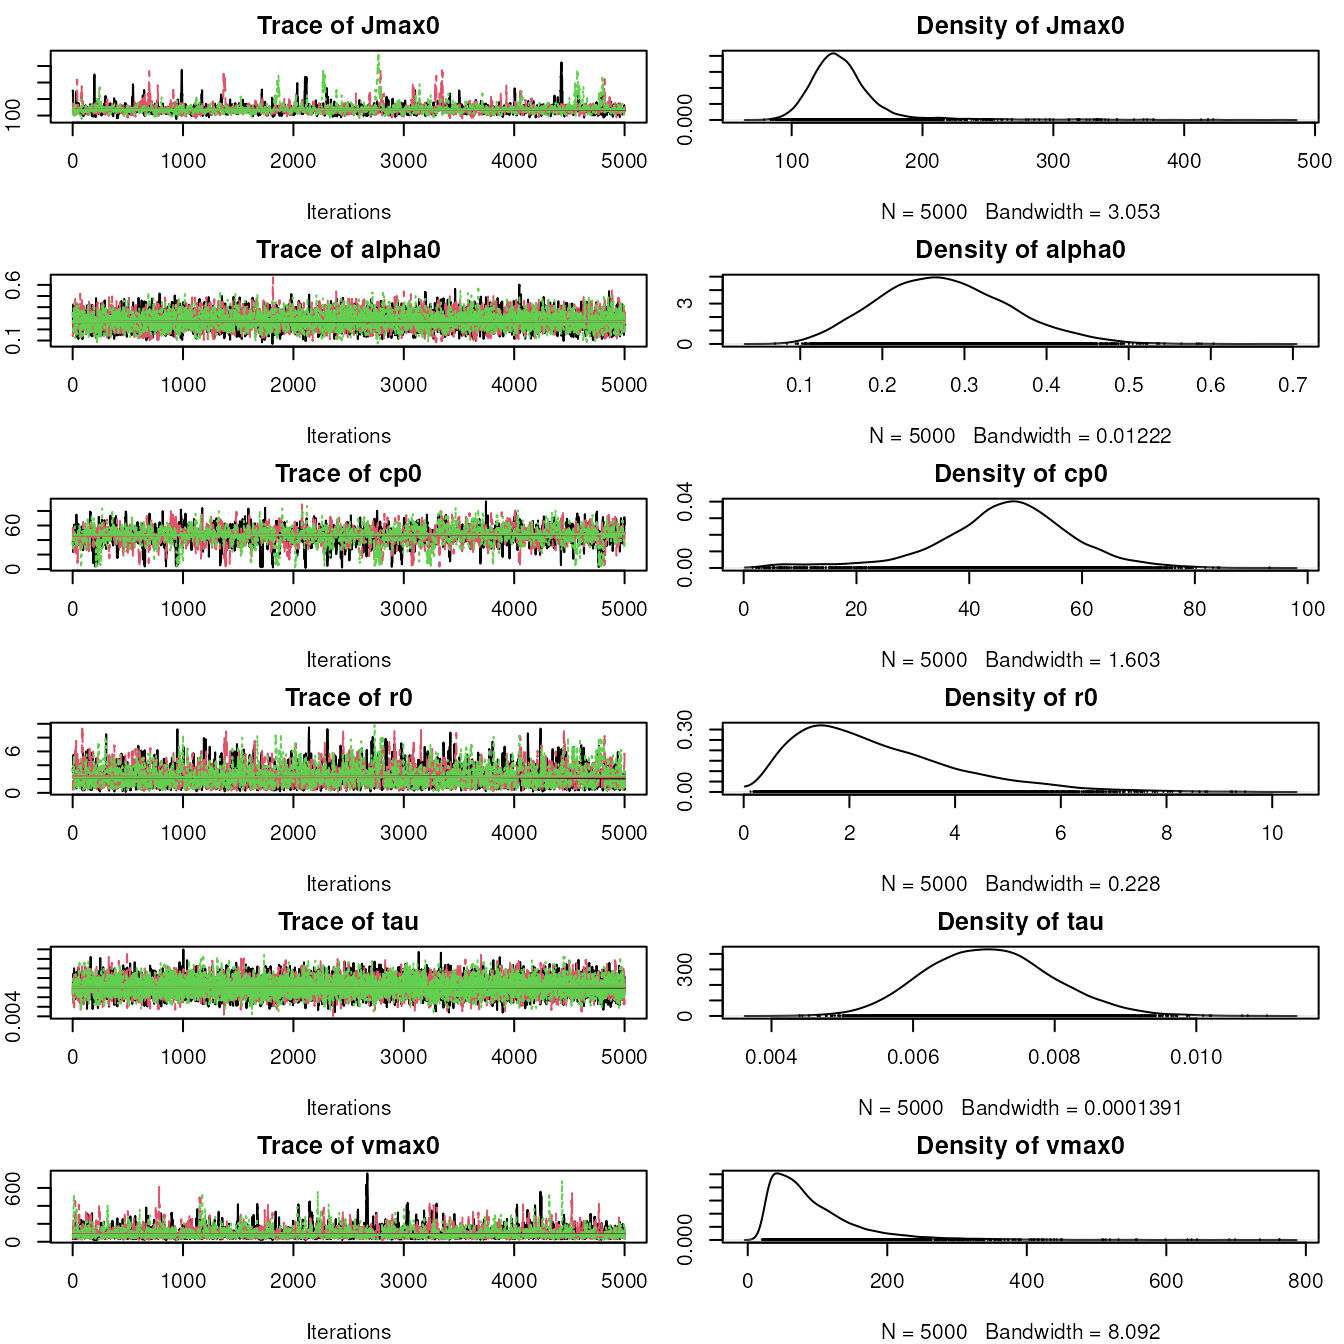 Trace of Jmax0
Density of Jmax0
100
0 1000 2000 3000 4000 5000
Iterations
0.000
100 200 300 400 500
N = 5000 Bandwidth = 3.053
Trace of alpha0
Density of alpha0
0.1 0.6
0 1000 2000 3000 4000 5000
Iterations
0 3
0.1 0.2 0.3 0.4 0.5 0.6 0.7
N = 5000 Bandwidth = 0.01222
Trace of cp0
Density of cp0
0 60
0 1000 2000 3000 4000 5000
Iterations
0.00 0.04
0 20 40 60 80 100
N = 5000 Bandwidth = 1.603
Trace of r0
Density of r0
0 6
0 1000 2000 3000 4000 5000
Iterations
0.00 0.30
0 2 4 6 8 10
N = 5000 Bandwidth = 0.228
Trace of tau
Density of tau
0.004
0 1000 2000 3000 4000 5000
Iterations
0 300
0.004 0.006 0.008 0.010
N = 5000 Bandwidth = 0.0001391
Trace of vmax0
Density of vmax0
0 600
0 1000 2000 3000 4000 5000
Iterations
0.000
0 200 400 600 800
N = 5000 Bandwidth = 8.092